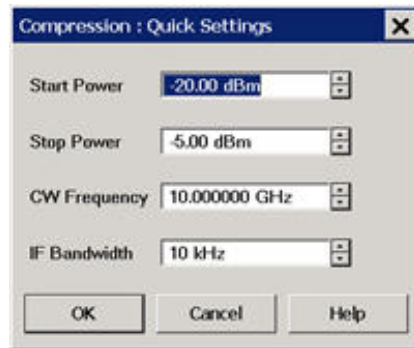 Compression : Quick Settings
Start Power -20.00 dBm
Stop Power -5.00 dBm
CW Frequency 10.000000 GHz
IF Bandwidth 10 kHz
OK Cancel Help